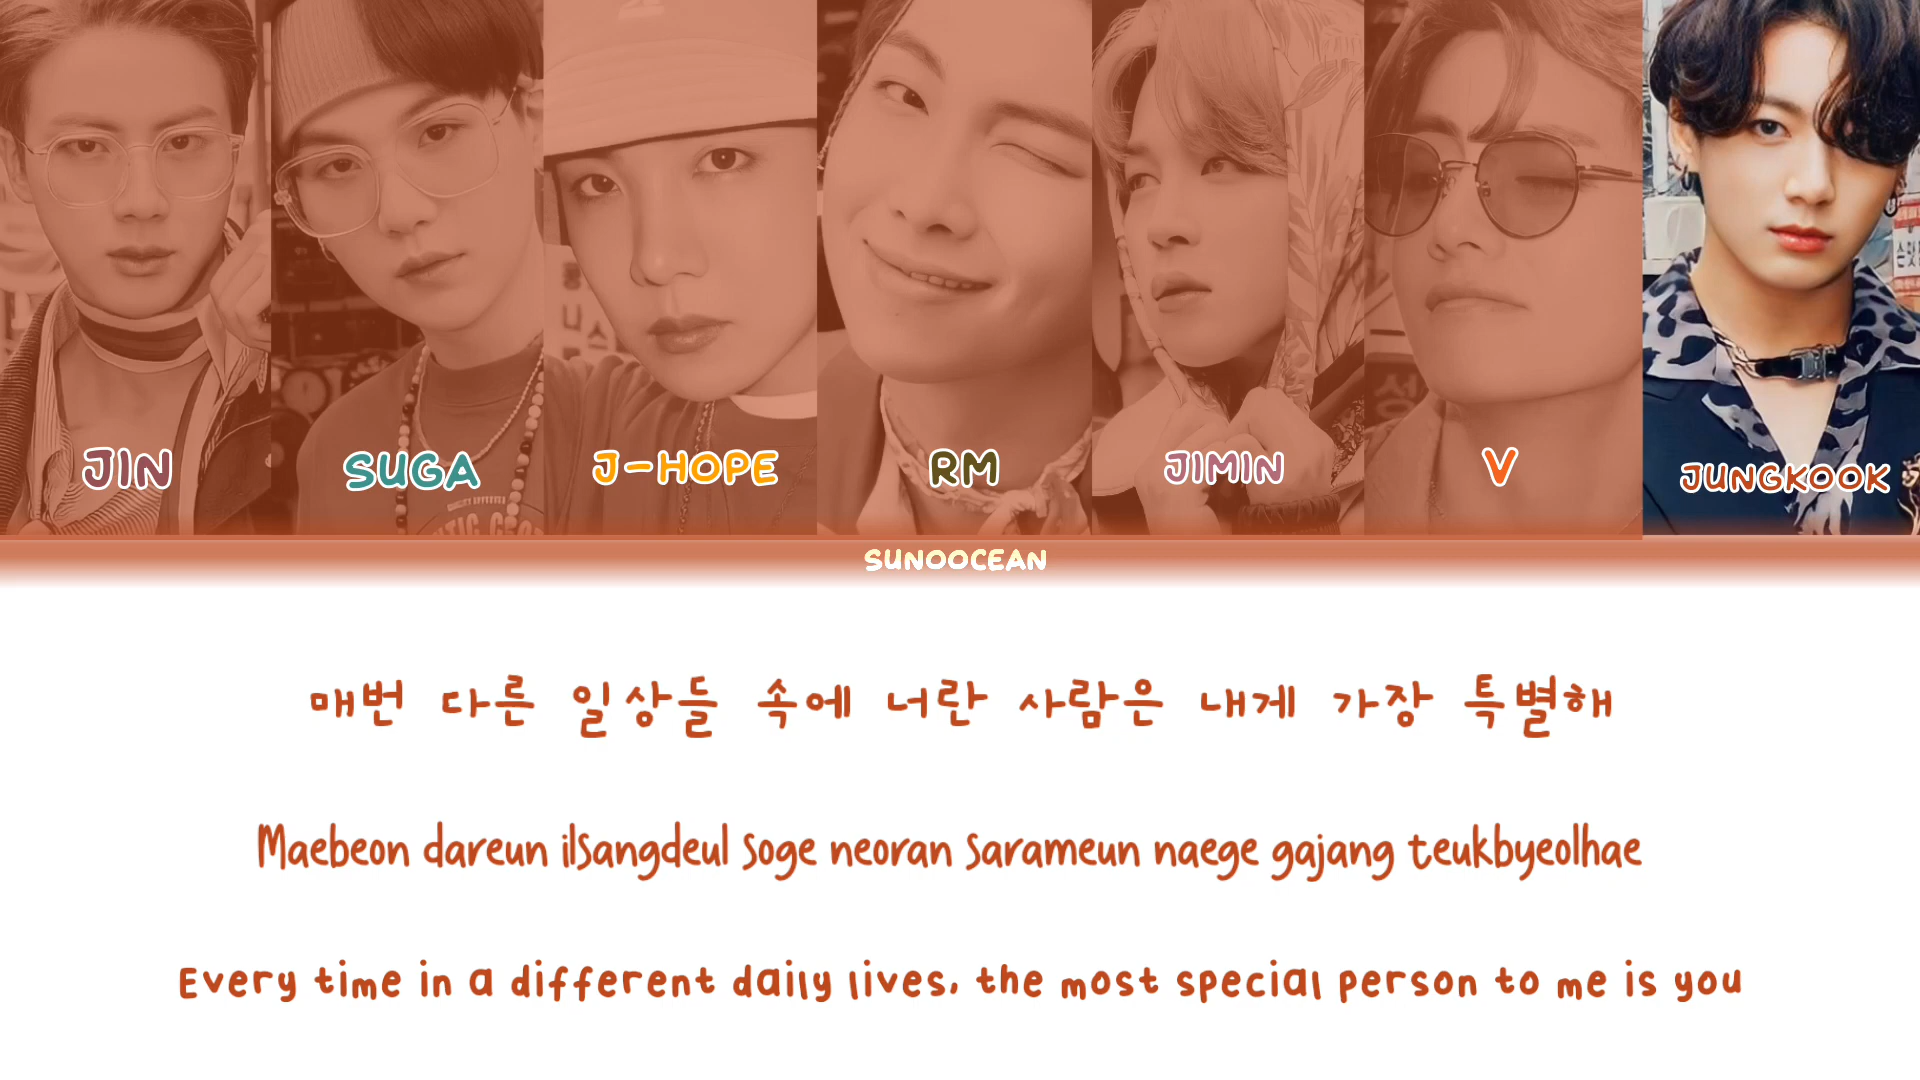 JIN SUGA J-HOPE RM JIMIN V JUNGKOOK
SUNOOCEAN
매번 다른 일상들 속에 너란 사람은 내게 가장 특별해
Maebeon dareun ilsangdeul soge neoran sarameun naege gajang teukbyeolhae
Every time in a different daily lives, the most special person to me is you